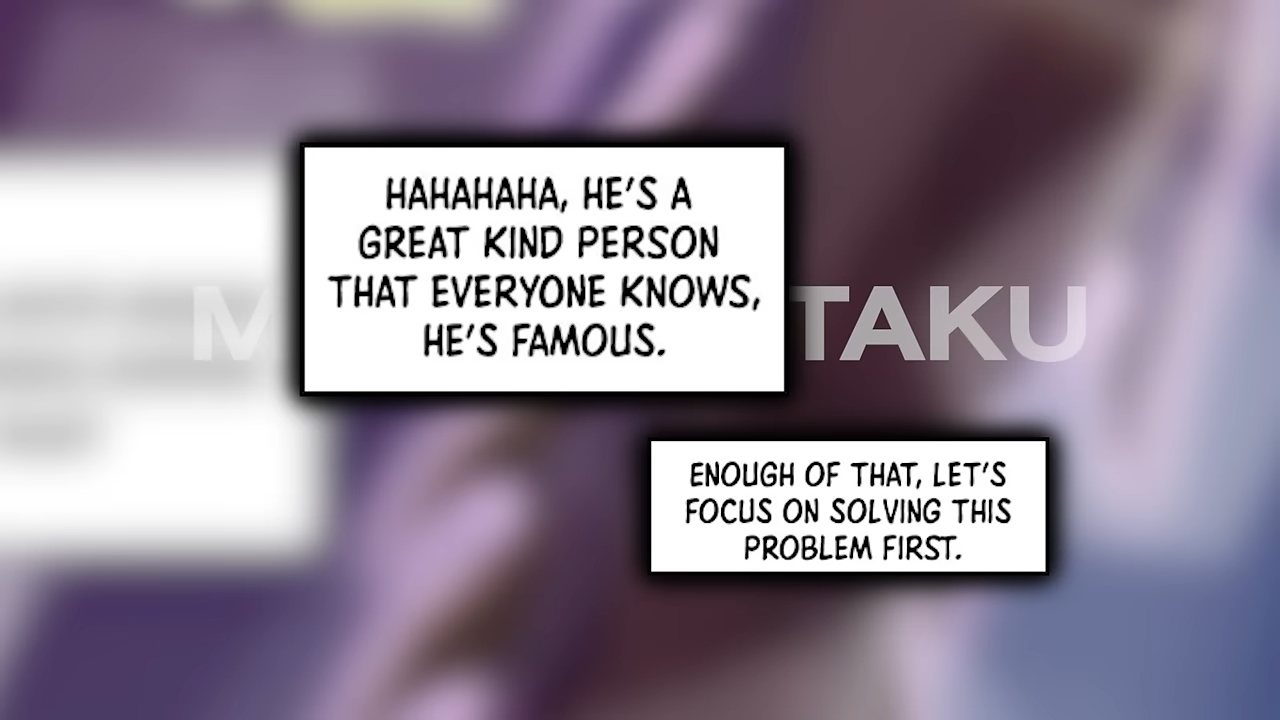 HAHAHAHA, HE'S A
GREAT KIND PERSON
THAT EVERYONE KNOWS,
HE'S FAMOUS.
ENOUGH OF THAT, LET'S
FOCUS ON SOLVING THIS
PROBLEM FIRST.